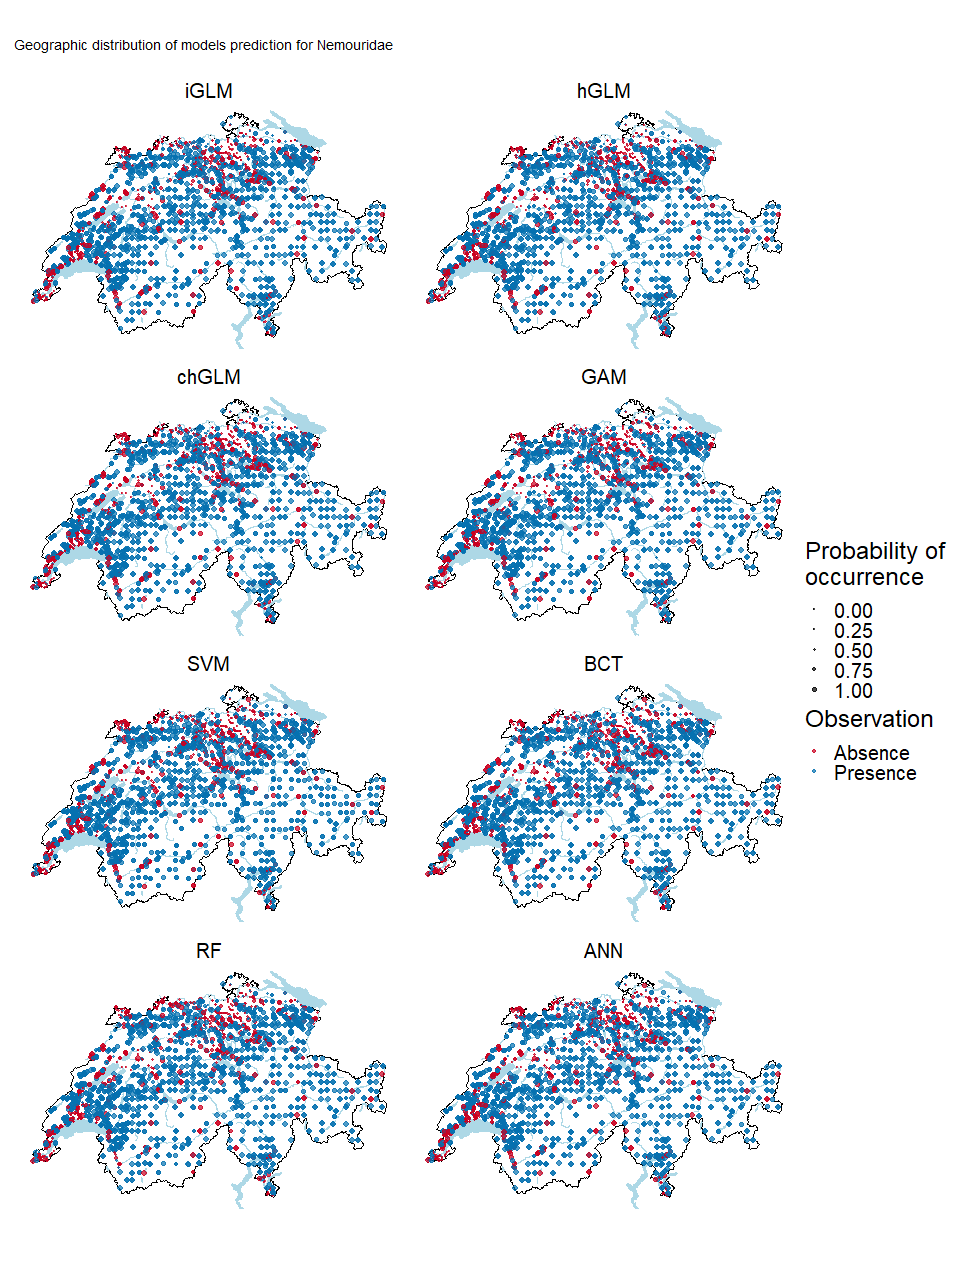 Geographic distribution of models prediction for Nemouridae
iGLM
hGLM
chGLM
GAM
SVM
BCT
RF
ANN
Probability of
occurrence
0.00
0.25
0.50
0.75
1.00
Observation
Absence
Presence